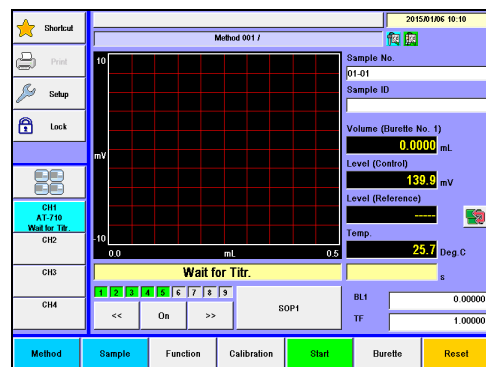 Shortcut
2015/01/06 10:10
Method 001 /
Print
Setup
Lock
10
mV
-10
0.0
mL
0.5
Sample No.
01-01
Sample ID
Volume (Burette No. 1)
0.0000 mL
Level (Control)
139.9 mV
Level (Reference)
-----
Temp.
25.7 Deg.C
CH1
AT-710
Wait for Titr.
CH2
CH3
CH4
Wait for Titr.
s
1 2 3 4 5 6 7 8 9
<< On >>
SOP1
BL1 0.00000
TF 1.00000
Method Sample Function Calibration Start Burette Reset